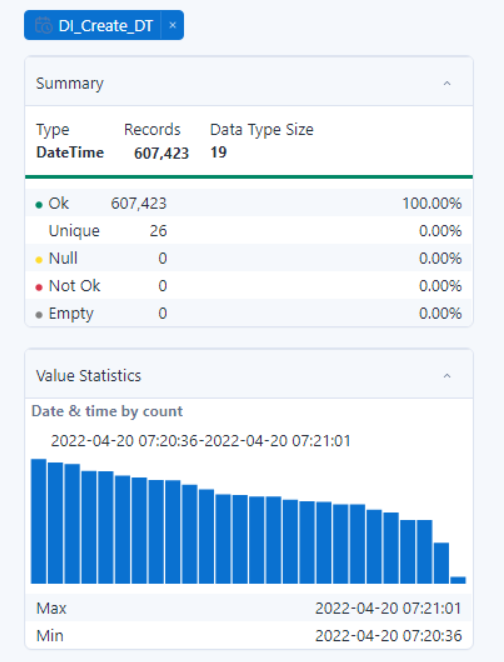 DI_Create_DT ×
Summary
Type Records Data Type Size
DateTime 607,423 19
Ok 607,423 100.00%
Unique 26 0.00%
Null 0 0.00%
Not Ok 0 0.00%
Empty 0 0.00%
Value Statistics
Date & time by count
2022-04-20 07:20:36-2022-04-20 07:21:01
Max 2022-04-20 07:21:01
Min 2022-04-20 07:20:36